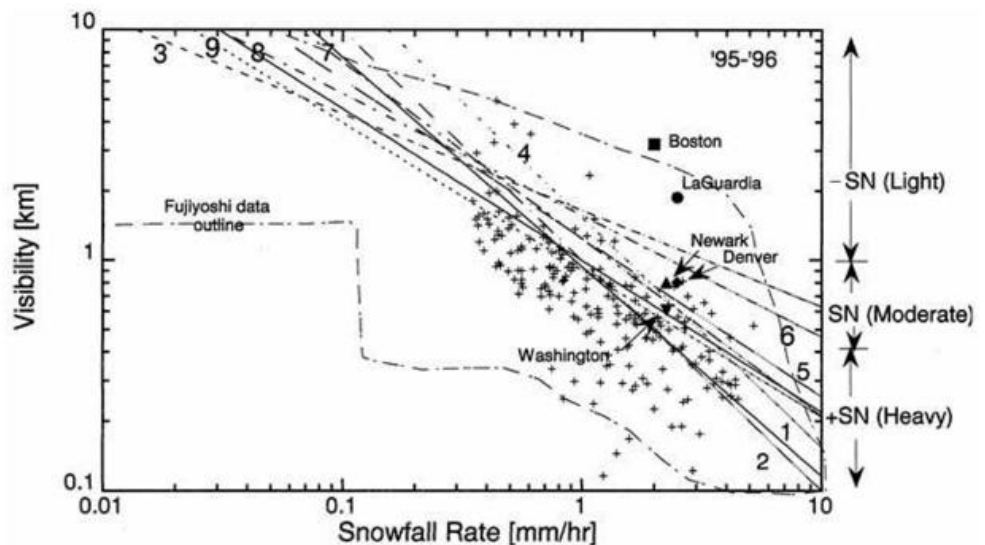 10
3
9
8
7
'95-'96
4
Boston
LaGuardia
–SN (Light)
Fujiyoshi data
outline
Visibility [km]
1
Newark
Denver
SN (Moderate)
6
Washington
5
+SN (Heavy)
1
2
0.1
0.01
0.1
1
10
Snowfall Rate [mm/hr]